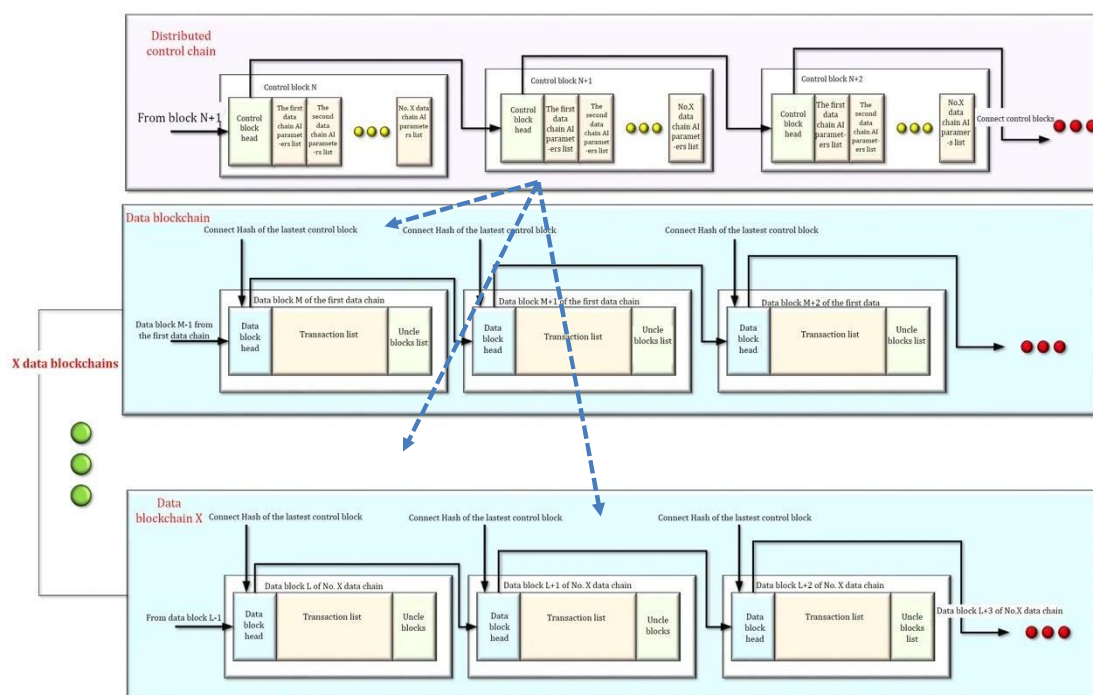 Distributed
control chain
Control block N
Control block N+1
Control block N+2
From block N+1
Control
block
head
The first
data
chain AI
paramet
-ers list
The
second
data
chain AI
paramete
-rs list
No. X data
chain AI
paramete
rs list
Control
block
head
The first
data
chain AI
paramet
-ers list
The second
data chain AI
paramet
-ers list
No.X
data
chain AI
paramet
-ers list
Control
block
head
The first
data
chain AI
paramet
-ers list
The
second
data
chain AI
paramet
-ers list
No. X
data
chain AI
paramer
-s list
Connect control blocks
Data blockchain
Connect Hash of the lastest control block
Connect Hash of the lastest control block
Connect Hash of the lastest control block
Data block M of the first data chain
Data block M+1 of the first data chain
Data block M+2 of the first data
Data block M-1 from
the first data chain
Data
block
head
Transaction list
Uncle
blocks list
Data
block
head
Transaction list
Uncle
blocks list
Data
block
head
Transaction list
Uncle
blocks list
X data blockchains
Data
blockchain X
Connect Hash of the lastest control block
Connect Hash of the lastest control block
Connect Hash of the lastest control block
Data block L of No. X data chain
Data block L+1 of No. X data chain
Data block L+2 of No. X data chain
From data block L-1
Data
block
head
Transaction list
Uncle
blocks
Data
block
head
Transaction list
Uncle
blocks
Data
block
head
Transaction list
Uncle
blocks
list
Data block L+3 of No.X data chain